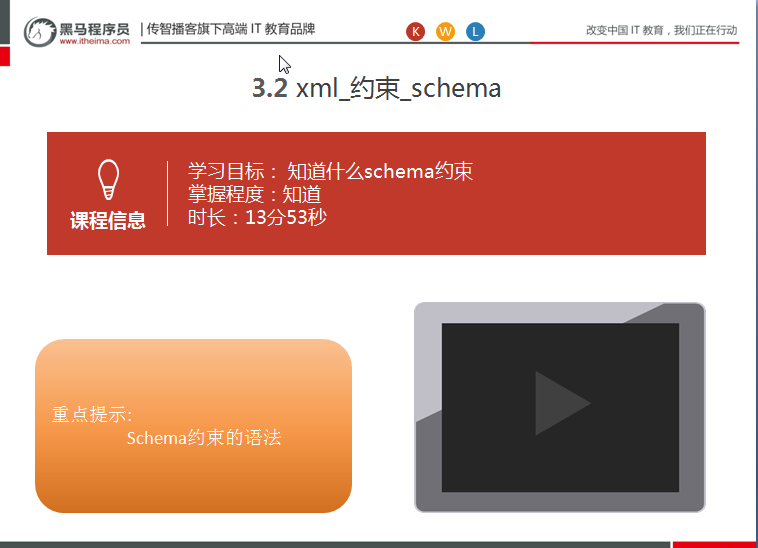 黑马程序员
www.itheima.com
传智播客旗下高端 IT 教育品牌
K W L
改变中国 IT 教育，我们正在行动
3.2 xml_约束_schema
课程信息
学习目标： 知道什么schema约束
掌握程度：知道
时长：13分53秒
重点提示:
Schema约束的语法